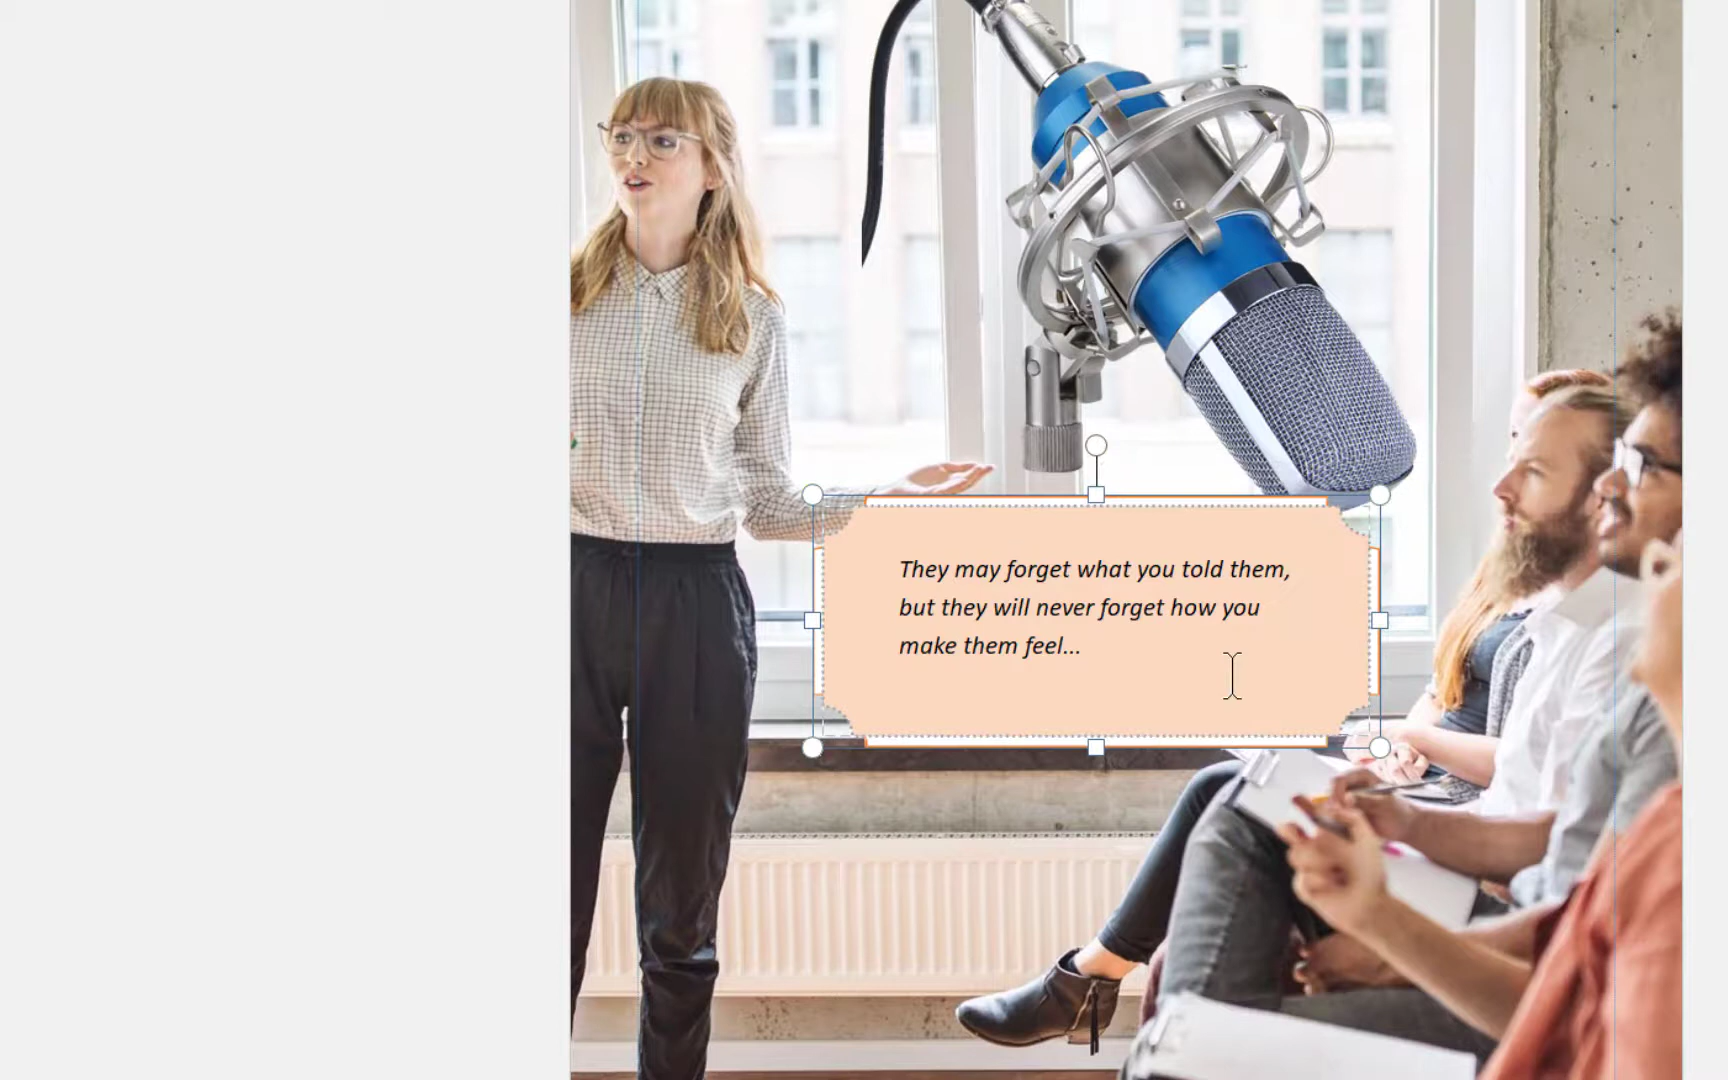 They may forget what you told them,
but they will never forget how you
make them feel...